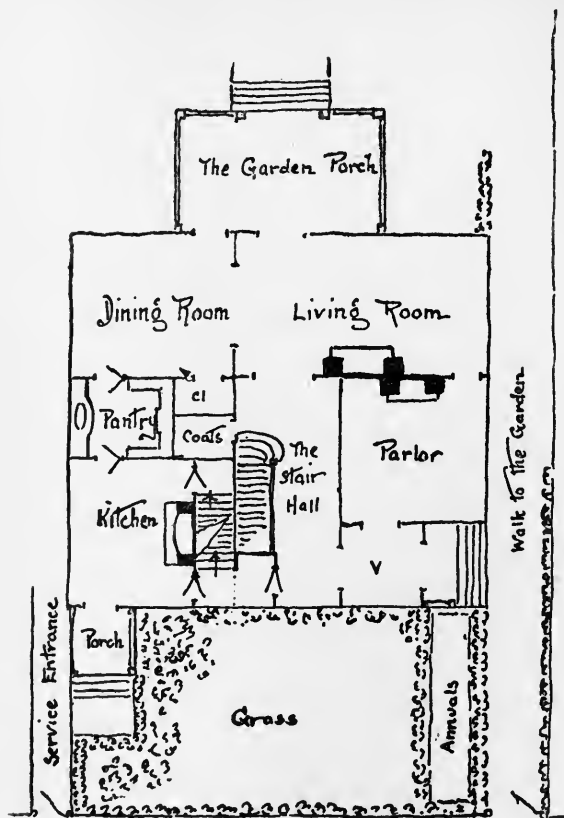 The Garden Porch
Dining Room
Living Room
Cl
Pantry
Coats
The
Stair
Hall
Parlor
Kitchen
V
Walk to the Garden
Porch
Service Entrance
Grass
Annuals